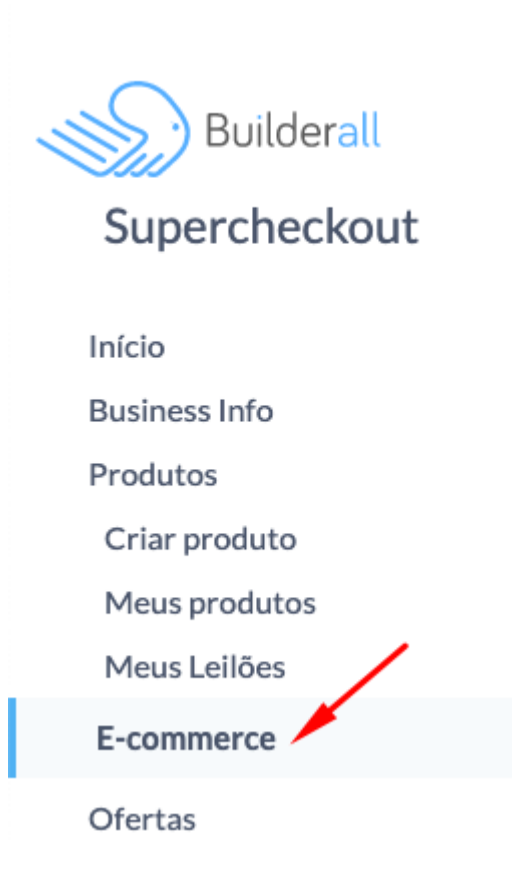 Builderall
Supercheckout
Início
Business Info
Produtos
Criar produto
Meus produtos
Meus Leilões
E-commerce
Ofertas